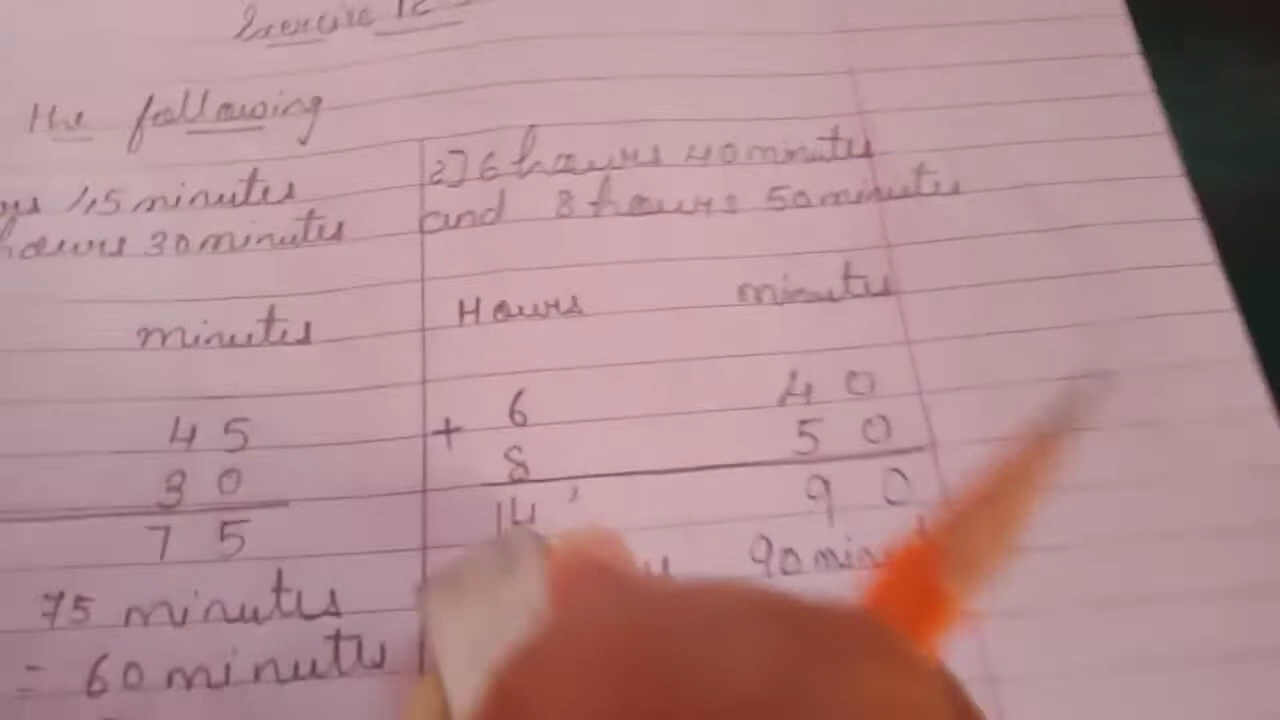 Exercise 12
the following
45 minutes
hours 30 minutes
minutes
45
30
75
75 minutes
= 60 minutes
2) 6 hours 40 minutes
and 8 hours 50 minutes
Hours minutes
6 40
+ 8 50
14 90
90 min